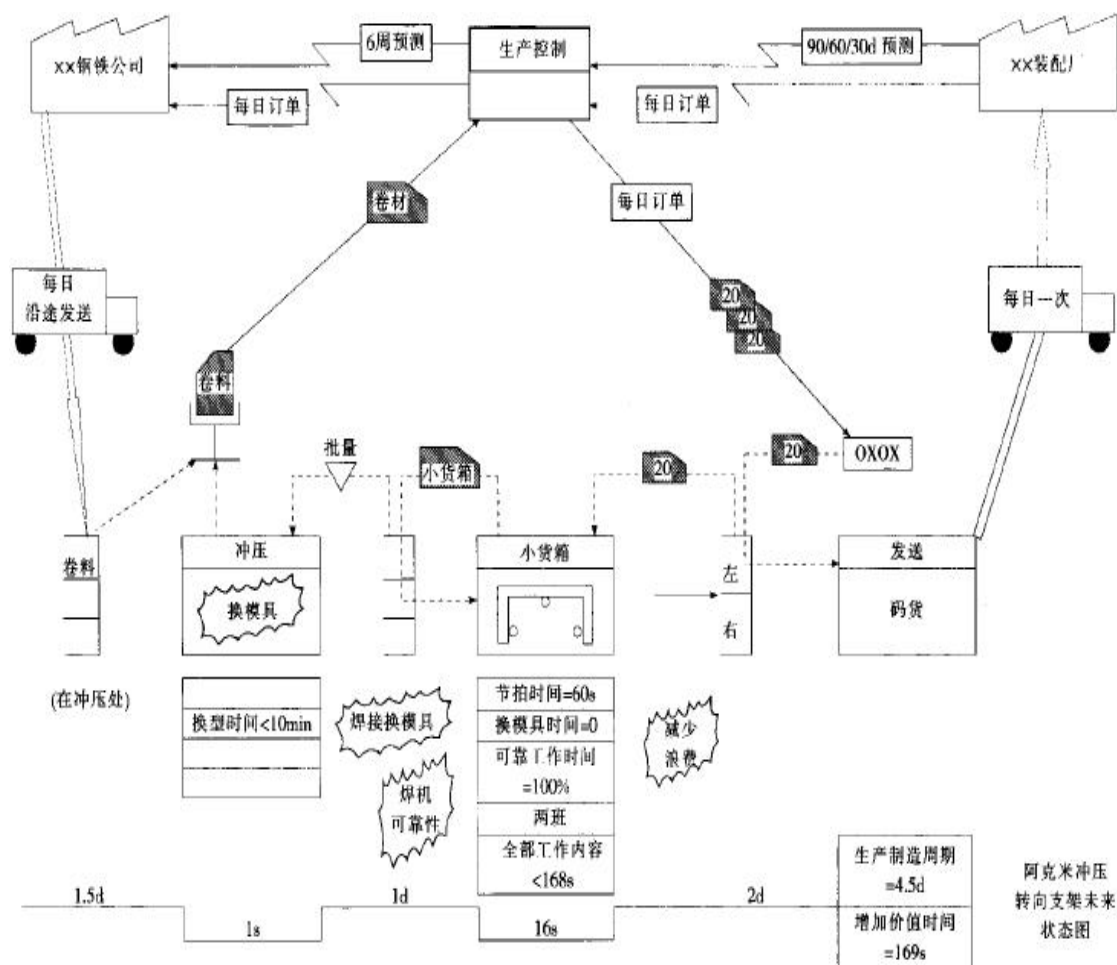 6周预测
生产控制
90/60/30d 预测
××钢铁公司
××装配厂
每日订单
每日订单
卷材
每日订单
每日
沿途发送
20
20
20
每日一次
卷料
批量
小货箱
20
20
OXOX
卷料
冲压
小货箱
左
右
发送
换模具
码货
(在冲压处)
换型时间<10min
焊接换模具
焊机
可靠性
节拍时间=60s
换模具时间=0
可靠工作时间
=100%
两班
全部工作内容
<168s
减少
浪费
1.5d
1s
1d
16s
2d
生产制造周期
=4.5d
增加价值时间
=169s
阿克米冲压
转向支架未来
状态图